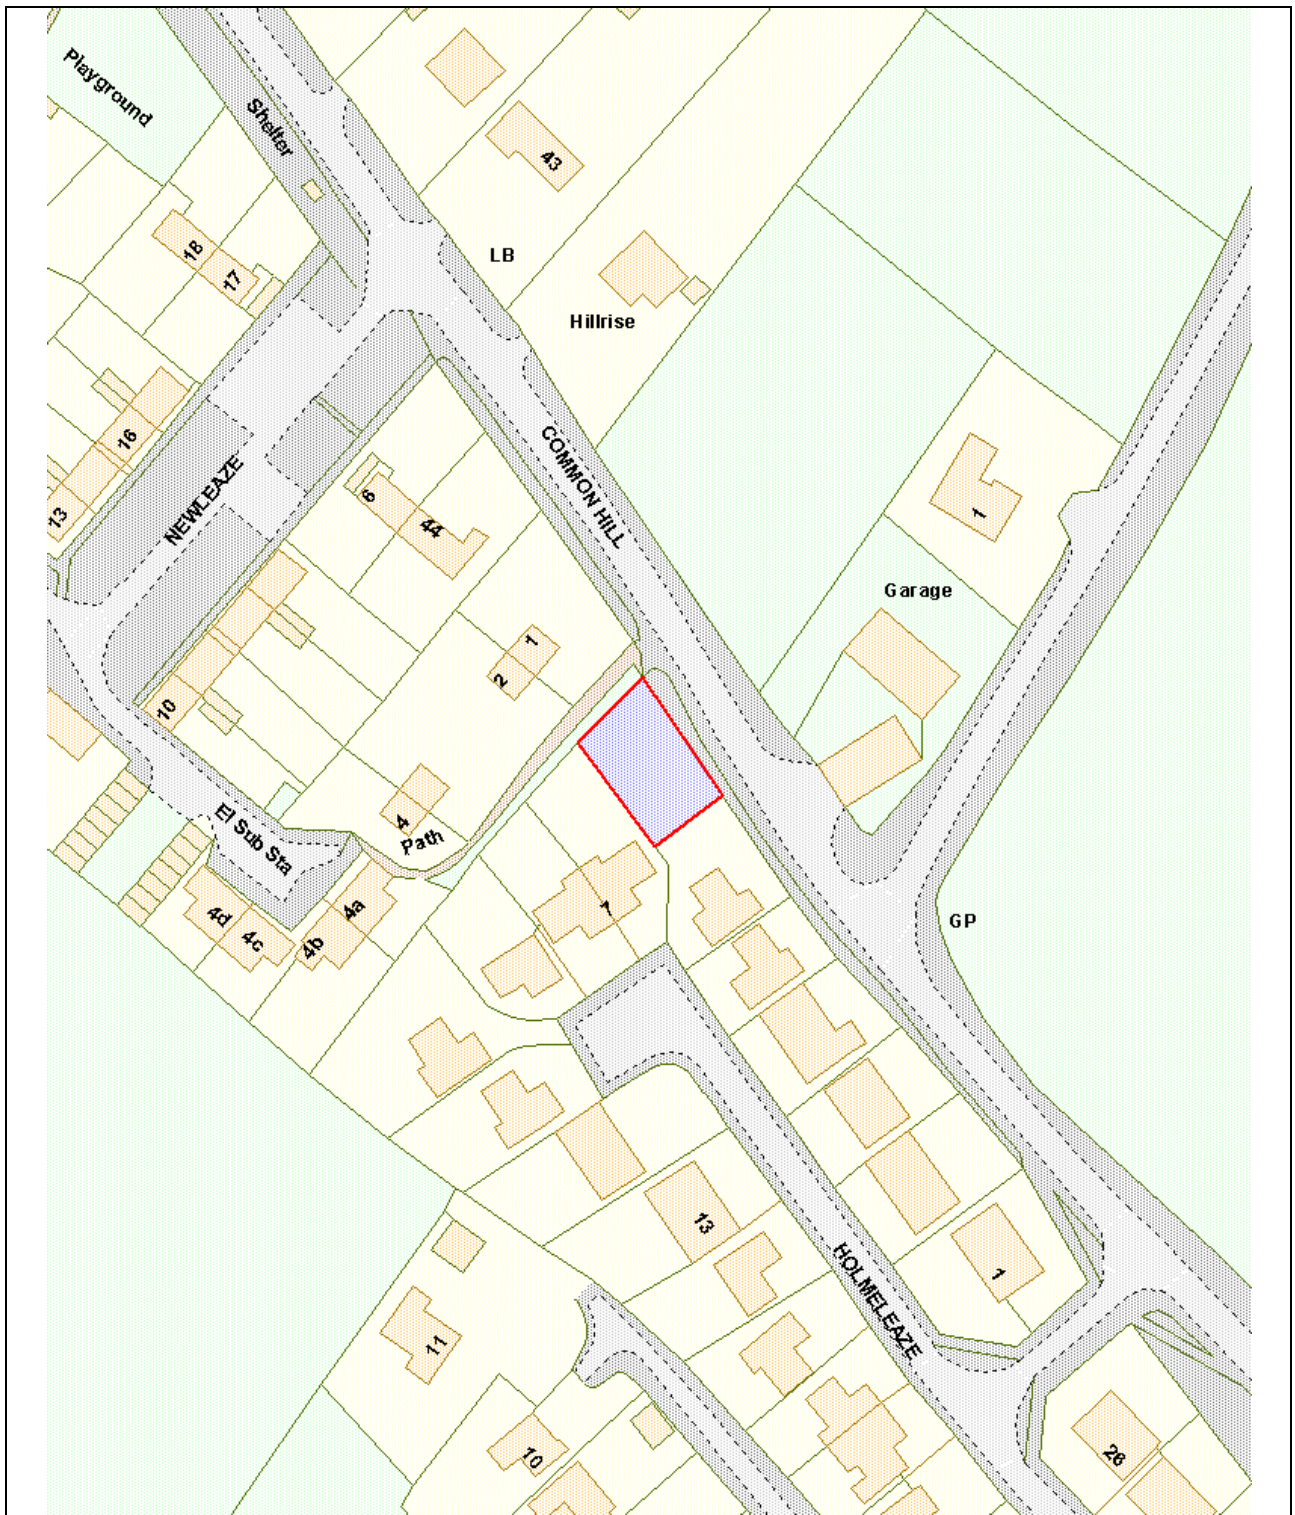 Playground
Shelter
43
18
17
LB
Hillrise
16
13
NEWLEAZE
6
44
COMMON HILL
1
Garage
1
2
10
4
Path
El Sub Sta
4d
4c
4b
4a
7
GP
13
HOLMELEAZE
1
11
10
26